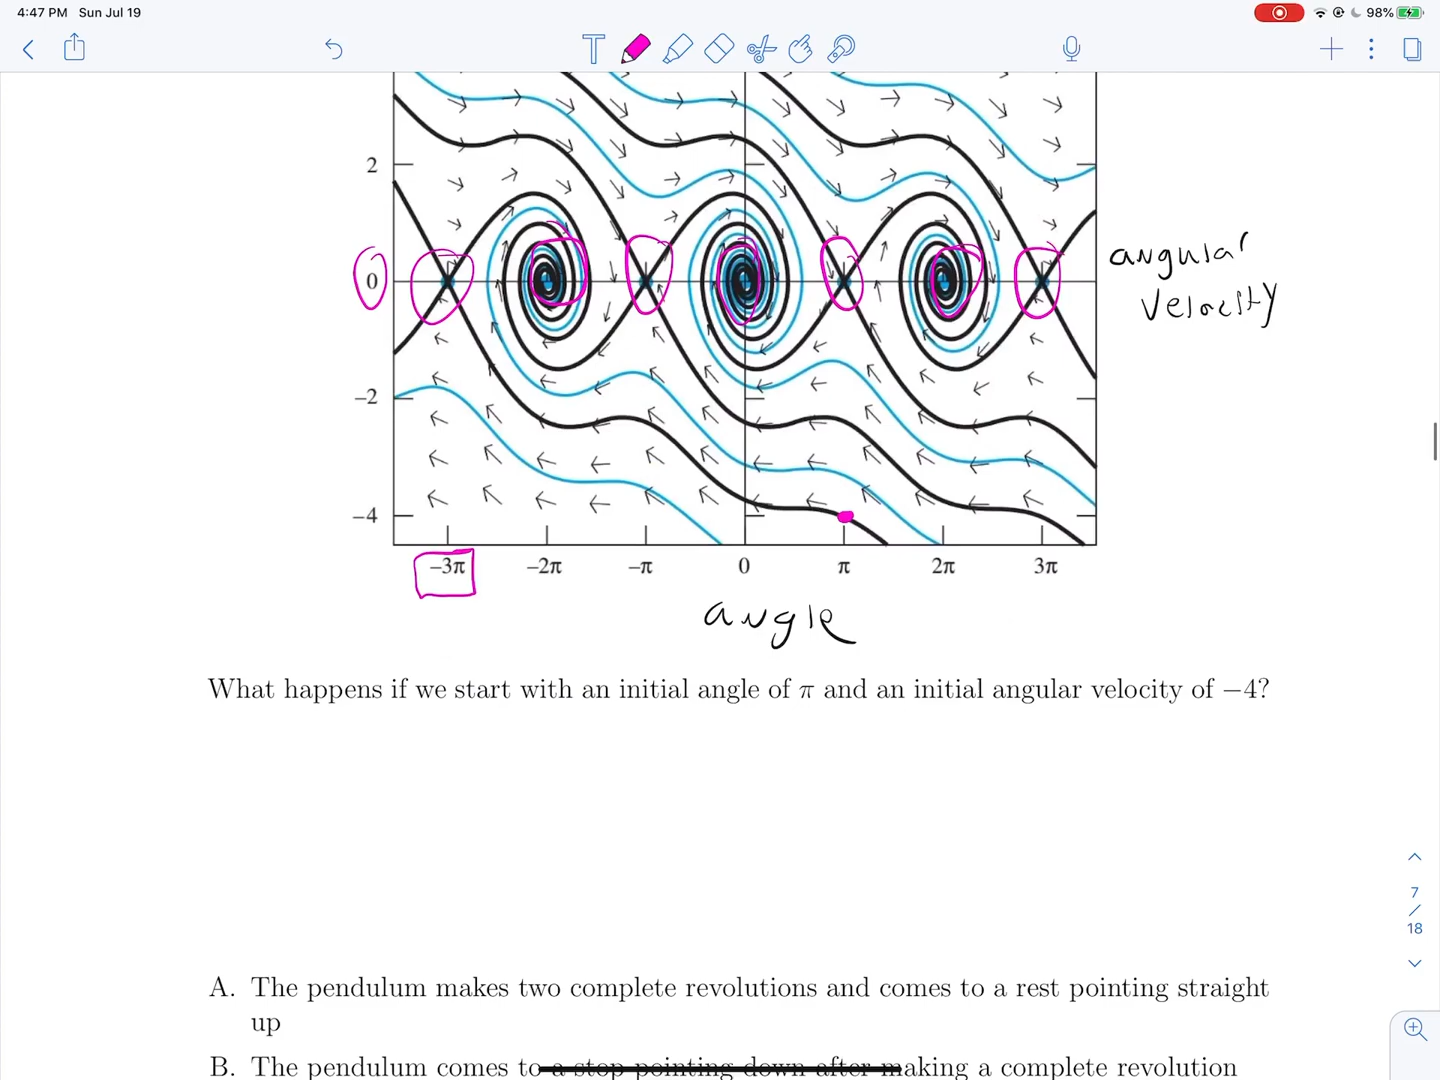 4:47 PM Sun Jul 19
98%
2
0
angular
velocity
−2
−4
−3π −2π −π 0 π 2π 3π
angle
What happens if we start with an initial angle of π and an initial angular velocity of −4?
7
/
18
A. The pendulum makes two complete revolutions and comes to a rest pointing straight
up
B. The pendulum comes to a stop pointing down after making a complete revolution